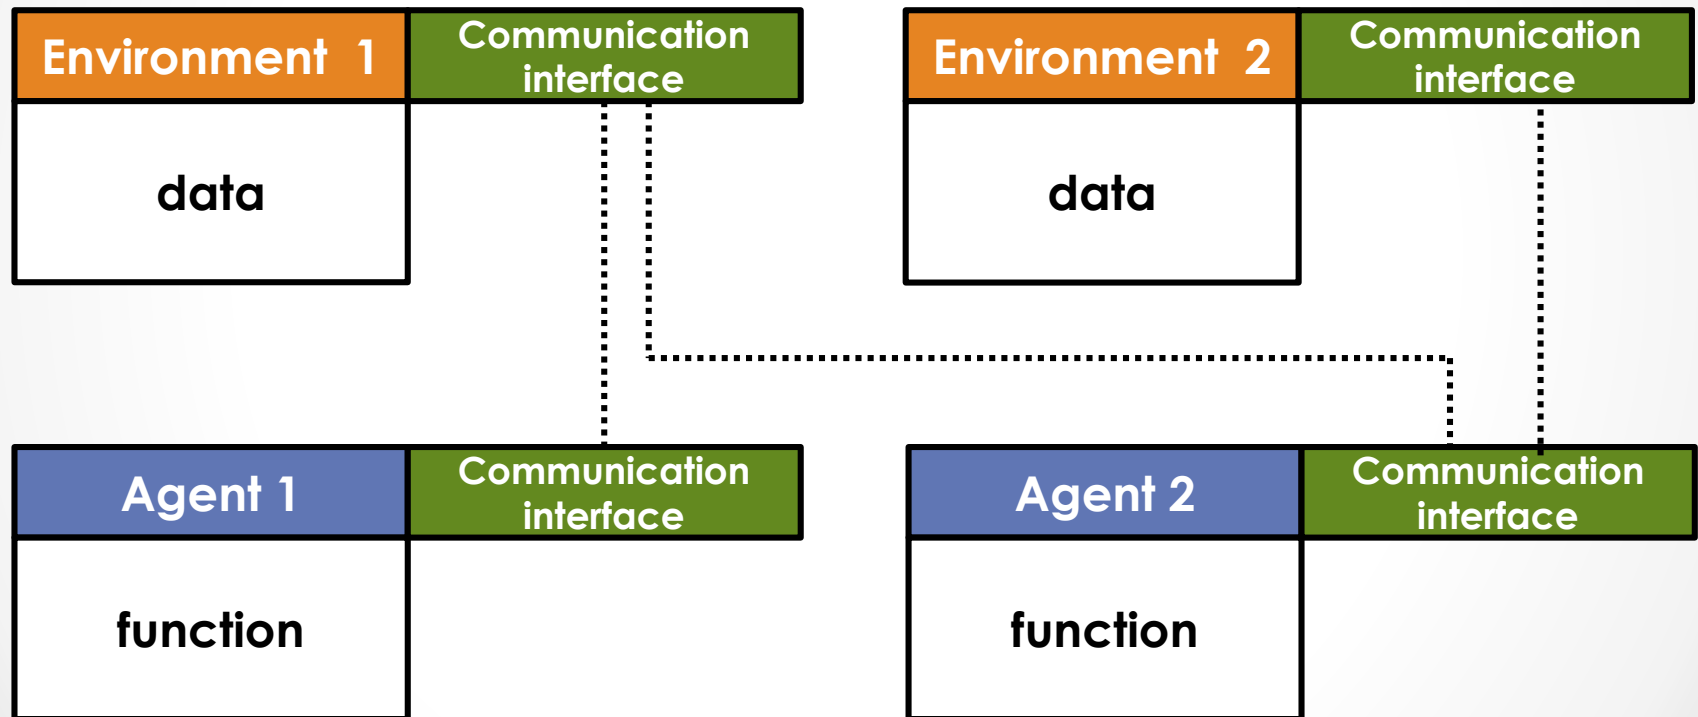 Environment 1
Communication
interface
data
Environment 2
Communication
interface
data
Agent 1
Communication
interface
function
Agent 2
Communication
interface
function